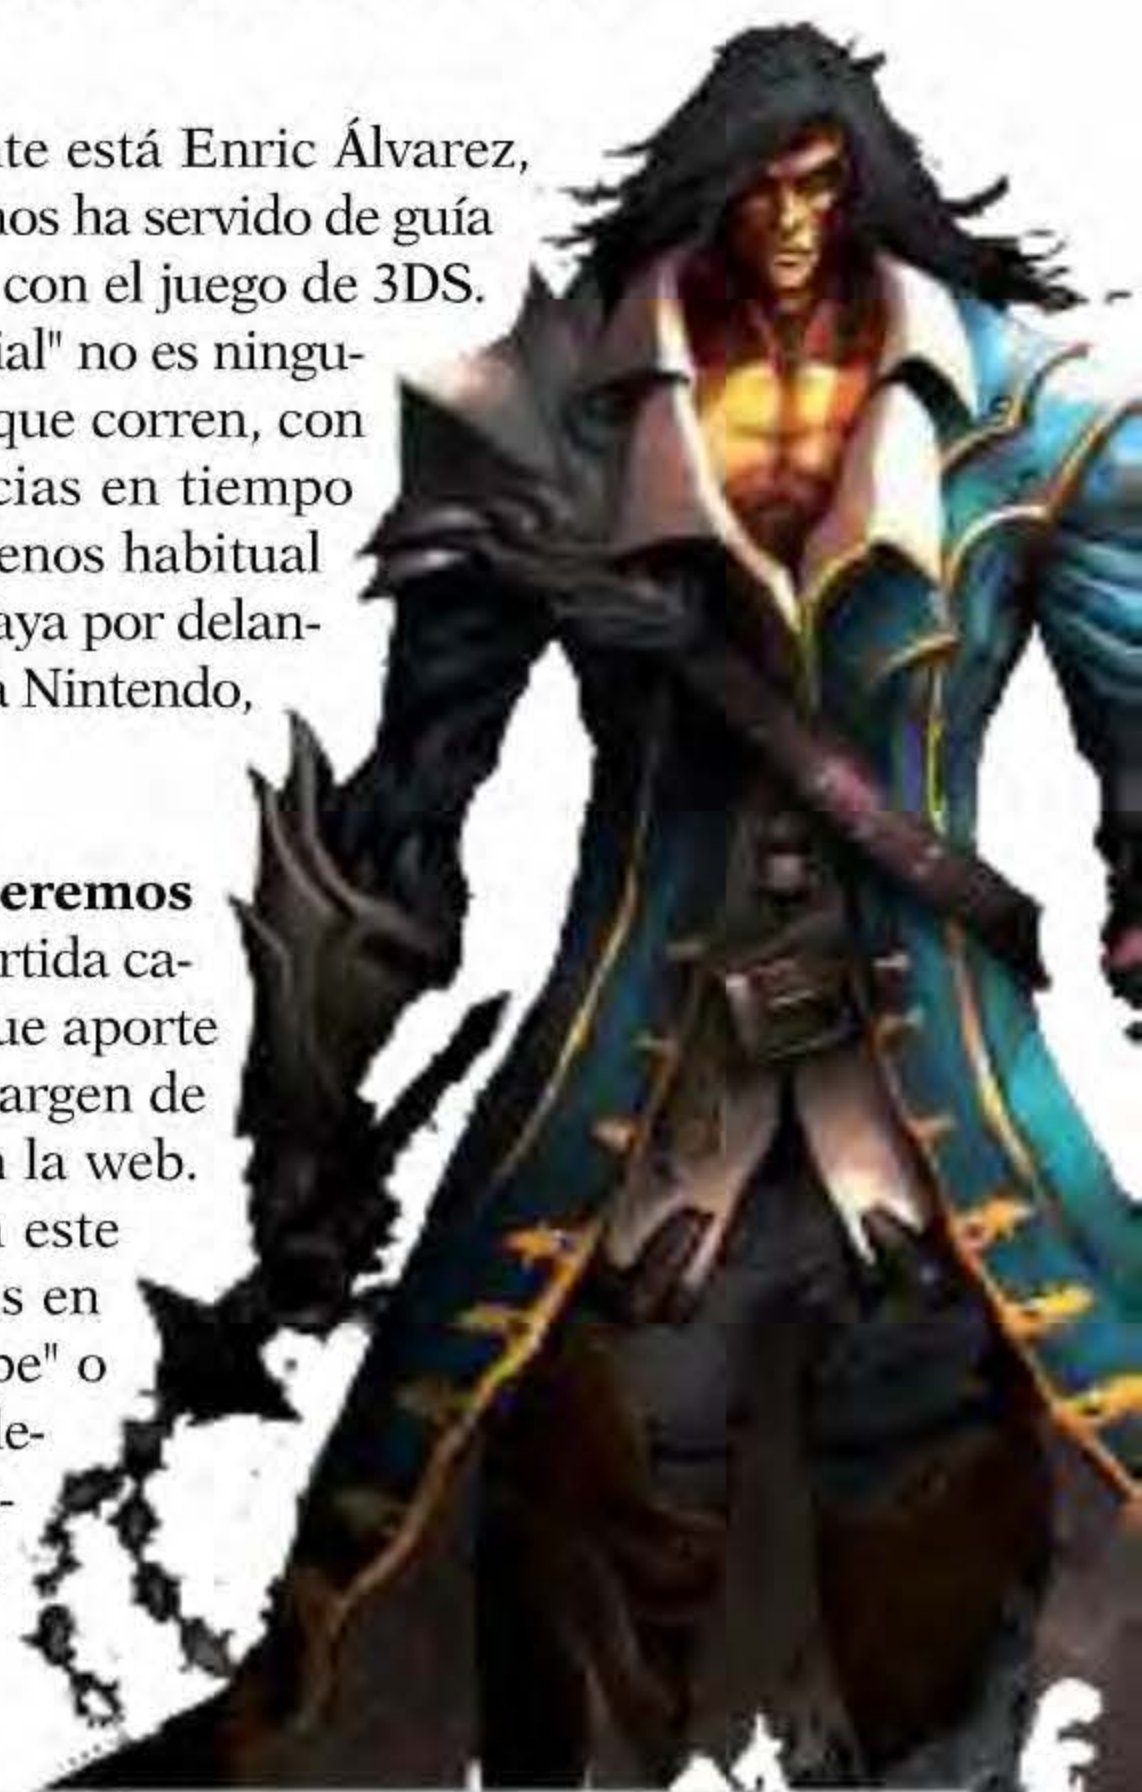 te está Enric Álvarez,
nos ha servido de guía
con el juego de 3DS.
ial" no es ningu-
que corren, con
cias en tiempo
enos habitual
aya por delan-
a Nintendo,
eremos
rtida ca-
ue aporte
argen de
n la web.
este
s en
pe" o
le-
-